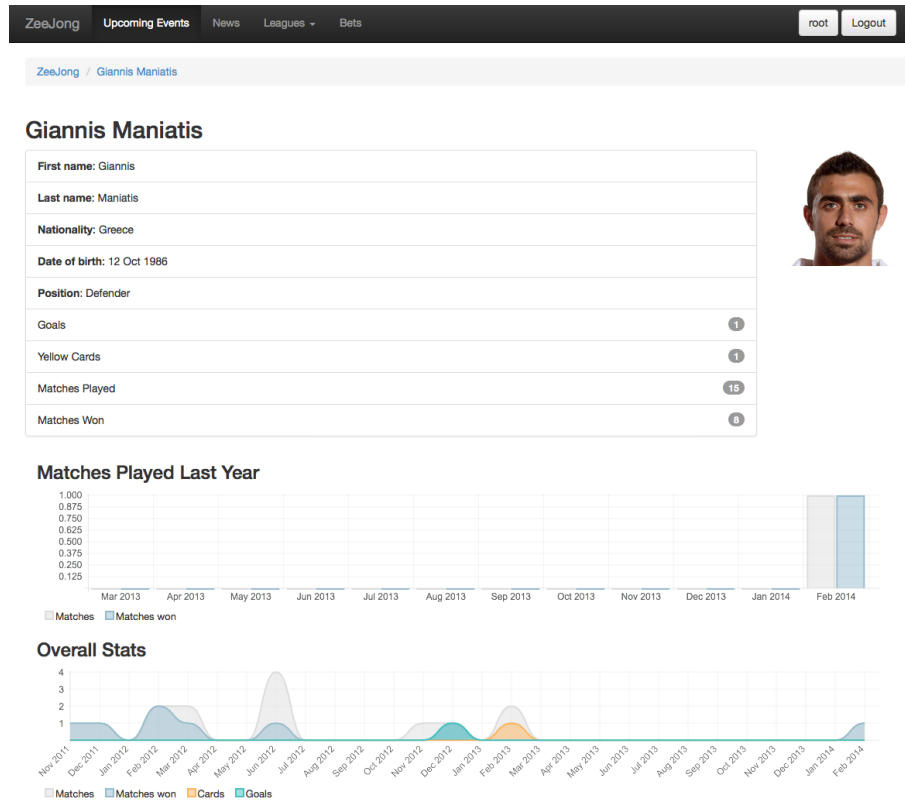 ZeeJong Upcoming Events News Leagues Bets root Logout
ZeeJong / Giannis Maniatis
Giannis Maniatis
First name: Giannis
Last name: Maniatis
Nationality: Greece
Date of birth: 12 Oct 1986
Position: Defender
Goals 1
Yellow Cards 1
Matches Played 15
Matches Won 8
Matches Played Last Year
1.000
0.875
0.750
0.625
0.500
0.375
0.250
0.125
Mar 2013 Apr 2013 May 2013 Jun 2013 Jul 2013 Aug 2013 Sep 2013 Oct 2013 Nov 2013 Dec 2013 Jan 2014 Feb 2014
Matches Matches won
Overall Stats
4
3
2
1
Nov 2011 Dec 2011 Jan 2012 Feb 2012 Mar 2012 Apr 2012 May 2012 Jun 2012 Jul 2012 Aug 2012 Sep 2012 Oct 2012 Nov 2012 Dec 2012 Jan 2013 Feb 2013 Mar 2013 Apr 2013 May 2013 Jun 2013 Jul 2013 Aug 2013 Sep 2013 Oct 2013 Nov 2013 Dec 2013 Jan 2014 Feb 2014
Matches Matches won Cards Goals